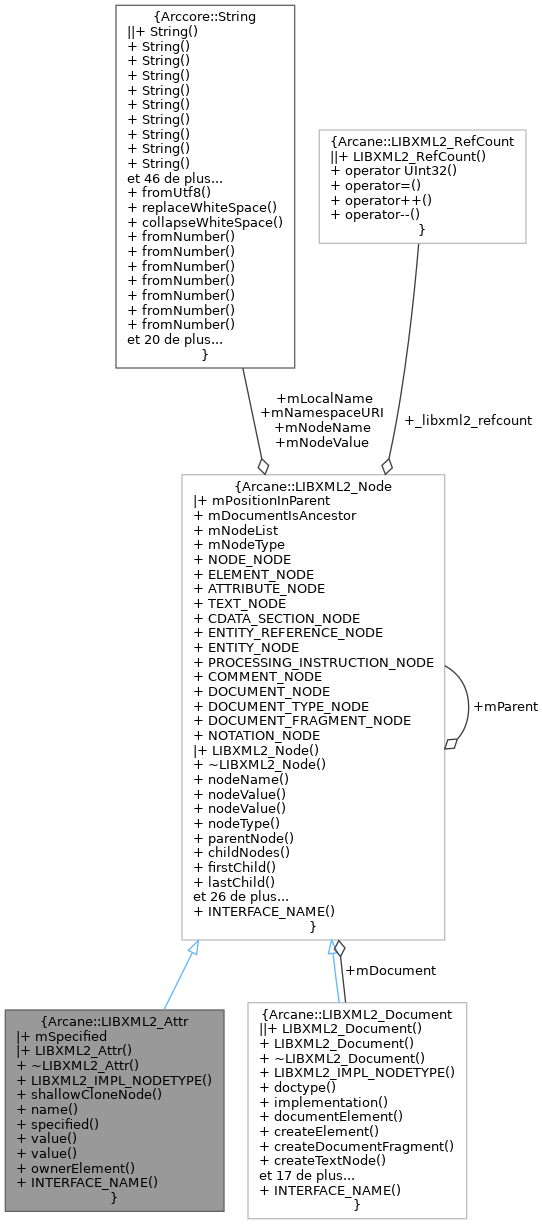 {Arccore::String
||+ String()
+ String()
+ String()
+ String()
+ String()
+ String()
+ String()
+ String()
+ String()
+ String()
et 46 de plus...
+ fromUtf8()
+ replaceWhiteSpace()
+ collapseWhiteSpace()
+ fromNumber()
+ fromNumber()
+ fromNumber()
+ fromNumber()
+ fromNumber()
+ fromNumber()
+ fromNumber()
et 20 de plus...
}
{Arcane::LIBXML2_RefCount
||+ LIBXML2_RefCount()
+ operator UInt32()
+ operator=()
+ operator++()
+ operator--()
}
+mLocalName
+mNamespaceURI
+mNodeName
+mNodeValue
+_libxml2_refcount
{Arcane::LIBXML2_Node
|+ mPositionInParent
+ mDocumentIsAncestor
+ mNodeList
+ mNodeType
+ NODE_NODE
+ ELEMENT_NODE
+ ATTRIBUTE_NODE
+ TEXT_NODE
+ CDATA_SECTION_NODE
+ ENTITY_REFERENCE_NODE
+ ENTITY_NODE
+ PROCESSING_INSTRUCTION_NODE
+ COMMENT_NODE
+ DOCUMENT_NODE
+ DOCUMENT_TYPE_NODE
+ DOCUMENT_FRAGMENT_NODE
+ NOTATION_NODE
|+ LIBXML2_Node()
+ ~LIBXML2_Node()
+ nodeName()
+ nodeValue()
+ nodeValue()
+ nodeType()
+ parentNode()
+ childNodes()
+ firstChild()
+ lastChild()
et 26 de plus...
+ INTERFACE_NAME()
}
+mParent
+mDocument
{Arcane::LIBXML2_Attr
|+ mSpecified
|+ LIBXML2_Attr()
+ ~LIBXML2_Attr()
+ LIBXML2_IMPL_NODETYPE()
+ shallowCloneNode()
+ name()
+ specified()
+ value()
+ value()
+ ownerElement()
+ INTERFACE_NAME()
}
{Arcane::LIBXML2_Document
||+ LIBXML2_Document()
+ LIBXML2_Document()
+ ~LIBXML2_Document()
+ LIBXML2_IMPL_NODETYPE()
+ doctype()
+ implementation()
+ documentElement()
+ createElement()
+ createDocumentFragment()
+ createTextNode()
et 17 de plus...
+ INTERFACE_NAME()
}